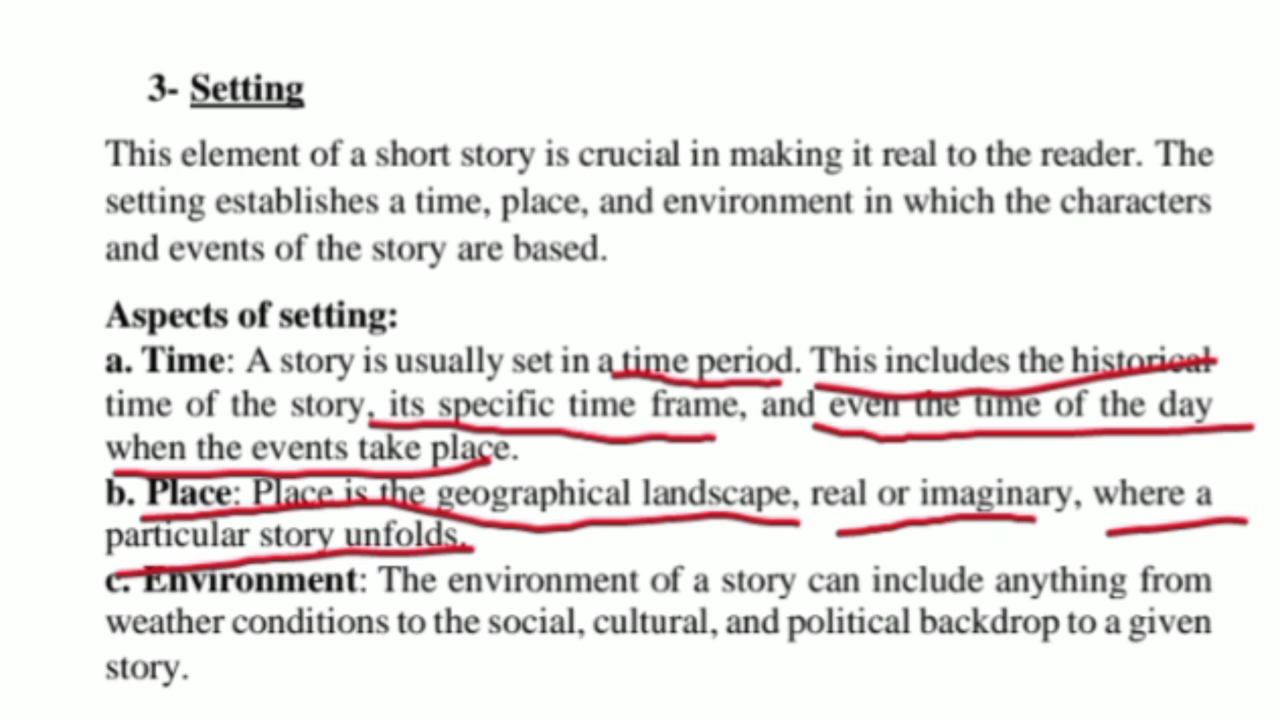 3- Setting
This element of a short story is crucial in making it real to the reader. The
setting establishes a time, place, and environment in which the characters
and events of the story are based.
Aspects of setting:
a. Time: A story is usually set in a time period. This includes the historical
time of the story, its specific time frame, and even the time of the day
when the events take place.
b. Place: Place is the geographical landscape, real or imaginary, where a
particular story unfolds.
c. Environment: The environment of a story can include anything from
weather conditions to the social, cultural, and political backdrop to a given
story.